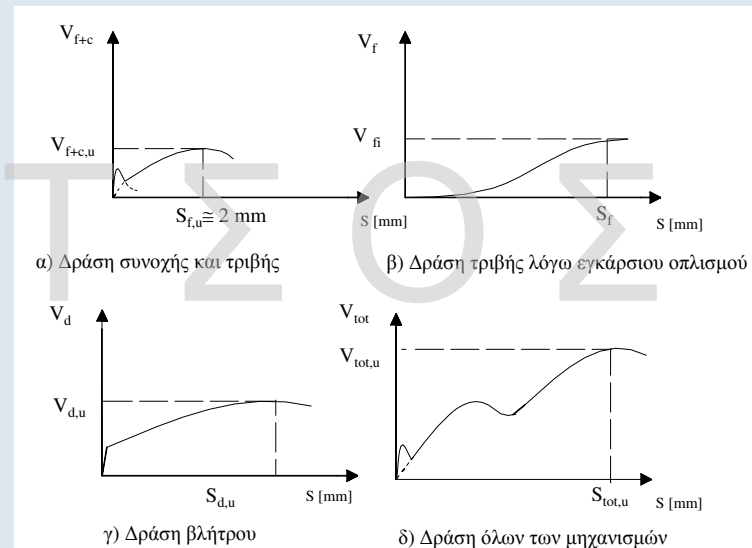 V_{f+c}
V_{f+c,u}
S_{f,u} ≅ 2 mm
S [mm]
α) Δράση συνοχής και τριβής
V_f
V_{fi}
S_f
S [mm]
β) Δράση τριβής λόγω εγκάρσιου οπλισμού
V_d
V_{d,u}
S_{d,u}
S [mm]
γ) Δράση βλήτρου
V_{tot}
V_{tot,u}
S_{tot,u}
S [mm]
δ) Δράση όλων των μηχανισμών
ΤΣΟΣ